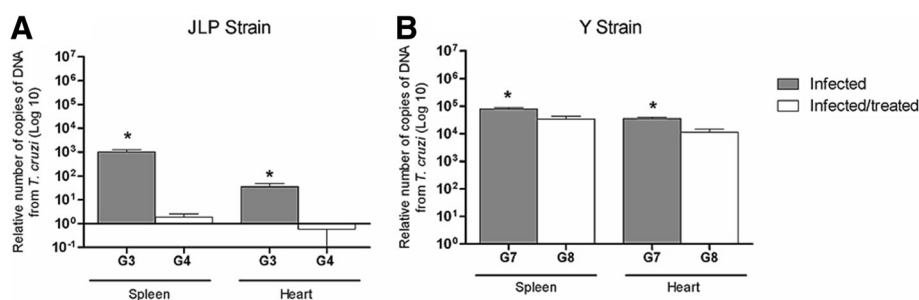 A
JLP Strain
Relative number of copies of DNA
from T. cruzi (Log 10)
10⁷
10⁶
10⁵
10⁴
10³
10²
10¹
10⁰
10⁻¹
*
*
G3
G4
G3
G4
Spleen
Heart
B
Y Strain
Relative number of copies of DNA
from T. cruzi (Log 10)
10⁷
10⁶
10⁵
10⁴
10³
10²
10¹
10⁰
*
*
G7
G8
G7
G8
Spleen
Heart
Infected
Infected/treated